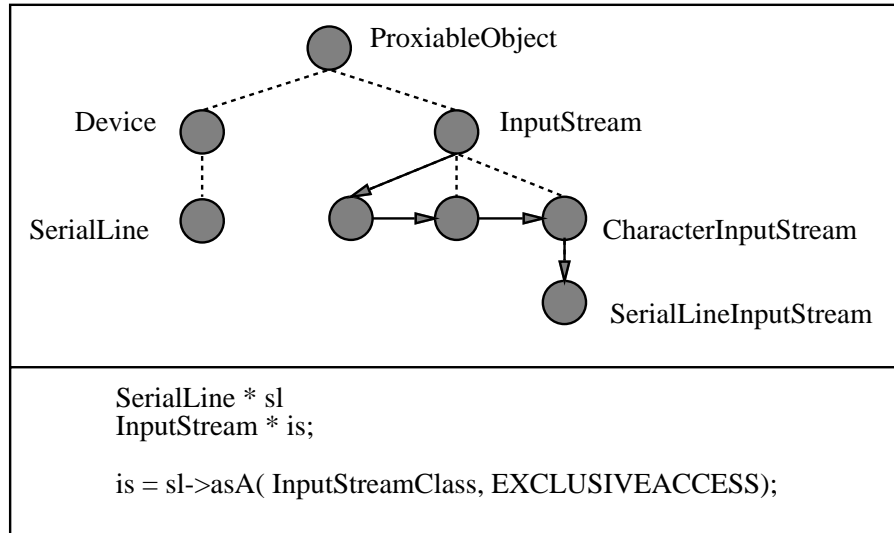 ProxiableObject
Device
InputStream
SerialLine
CharacterInputStream
SerialLineInputStream
SerialLine * sl
InputStream * is;
is = sl->asA( InputStreamClass, EXCLUSIVEACCESS);